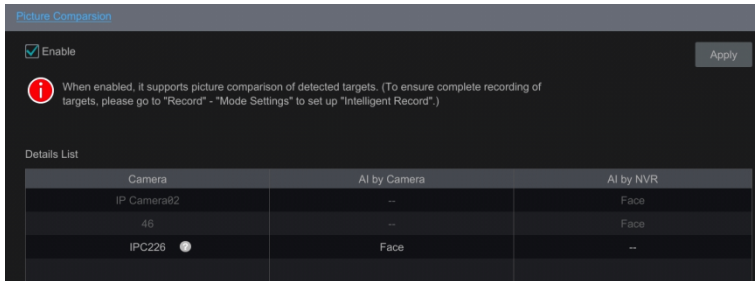 Picture Comparsion
Enable
Apply
When enabled, it supports picture comparison of detected targets. (To ensure complete recording of
targets, please go to "Record" - "Mode Settings" to set up "Intelligent Record".)
Details List
Camera AI by Camera AI by NVR
IP Camera02 -- Face
46 -- Face
IPC226 ? Face --